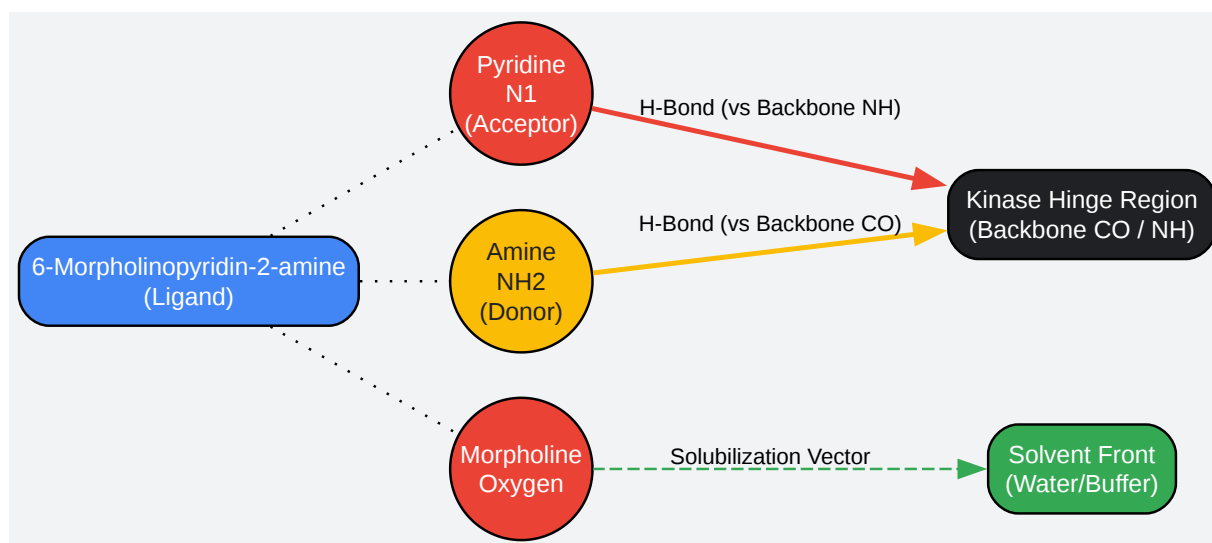 Pyridine
N1
(Acceptor)
H-Bond (vs Backbone NH)
Kinase Hinge Region
(Backbone CO / NH)
H-Bond (vs Backbone CO)
6-Morpholinopyridin-2-amine
(Ligand)
Amine
NH2
(Donor)
Morpholine
Oxygen
Solubilization Vector
Solvent Front
(Water/Buffer)